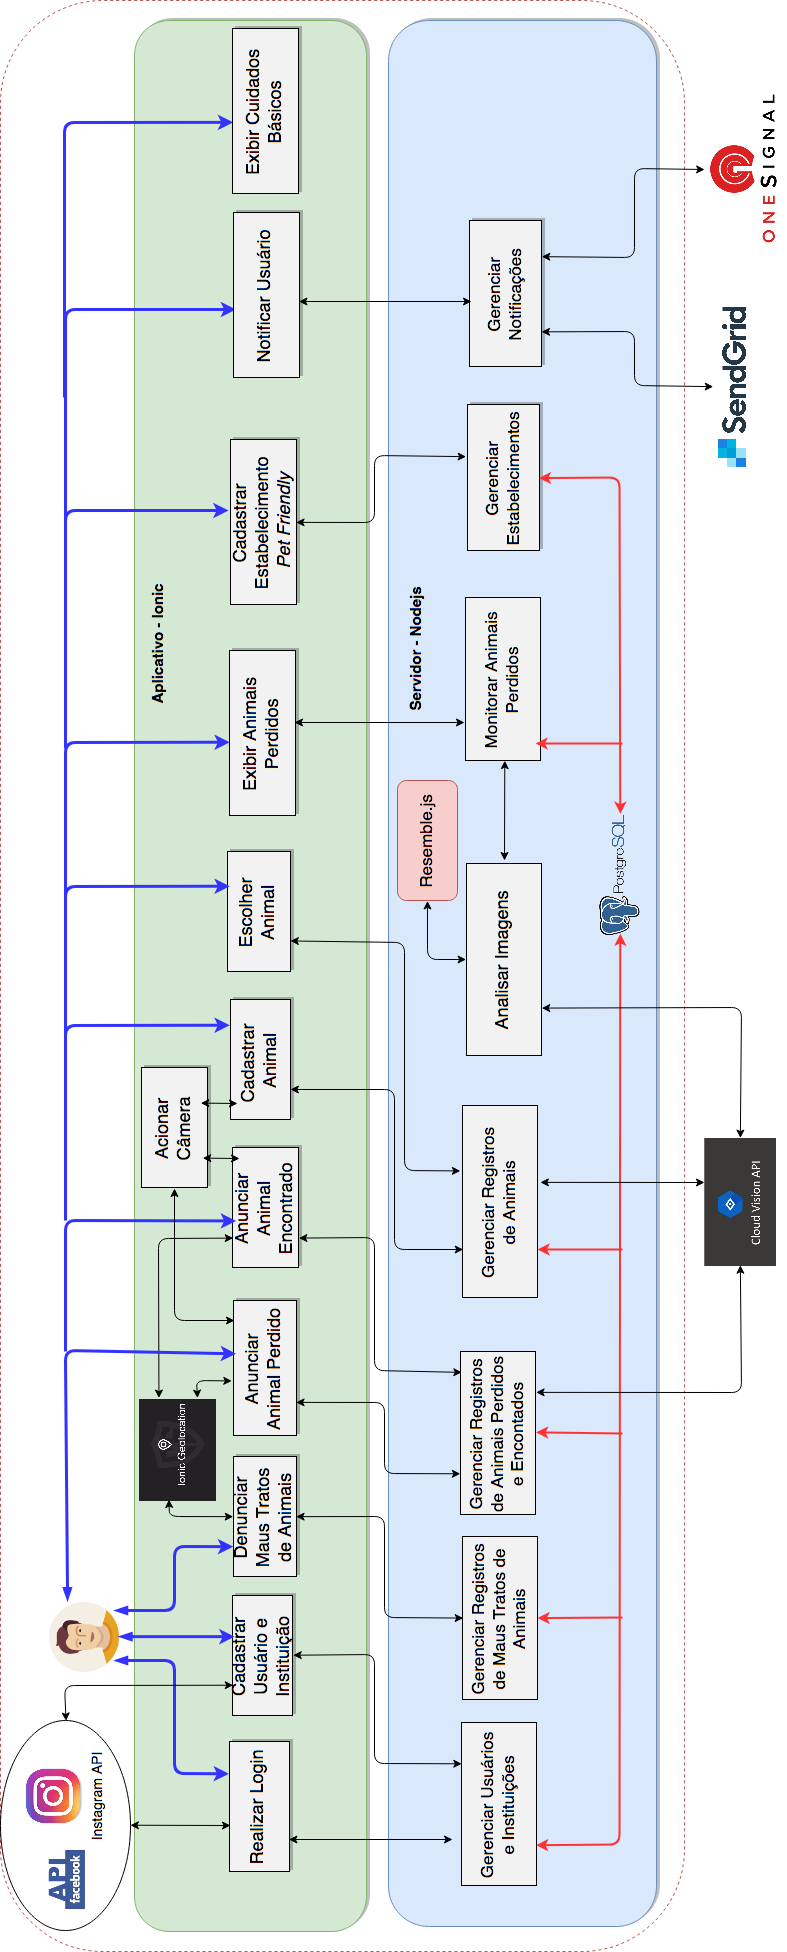 API
facebook
Instagram API
Realizar Login
Cadastrar
Usuário e
Instituição
Denunciar
Maus Tratos
de Animais
Ionic Geolocation
Anunciar
Animal Perdido
Anunciar
Animal
Encontrado
Acionar
Câmera
Cadastrar
Animal
Escolher
Animal
Exibir Animais
Perdidos
Aplicativo - Ionic
Cadastrar
Estabelecimento
Pet Friendly
Notificar Usuário
Exibir Cuidados
Básicos
Servidor - Nodejs
Gerenciar Usuários
e Instituições
Gerenciar Registros
de Maus Tratos de
Animais
Gerenciar Registros
de Animais Perdidos
e Encontados
Gerenciar Registros
de Animais
Analisar Imagens
Resemble.js
Monitorar Animais
Perdidos
Gerenciar
Estabelecimentos
Gerenciar
Notificações
PostgreSQL
Cloud Vision API
SendGrid
ONESIGNAL